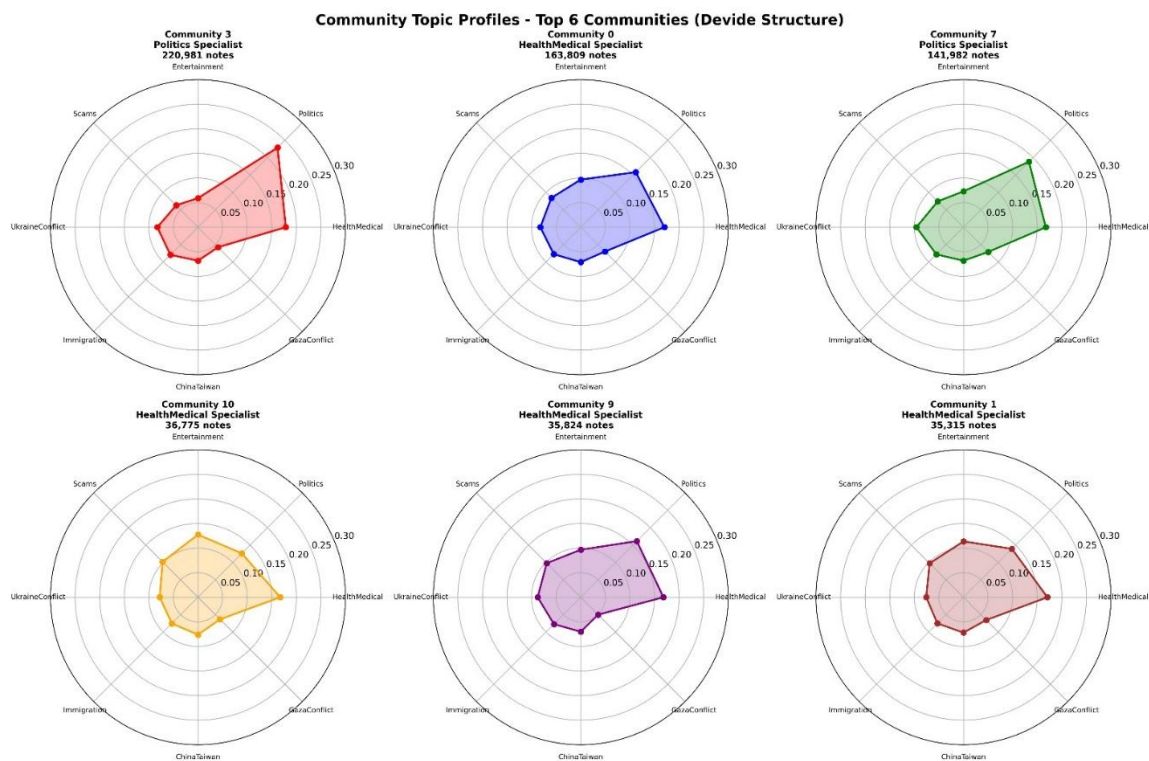 Community Topic Profiles - Top 6 Communities (Devide Structure)
Community 3
Politics Specialist
220,981 notes
Entertainment
Scams
Politics
0.30
0.25
0.20
0.15
0.10
0.05
UkraineConflict
HealthMedical
Immigration
GazaConflict
ChinaTaiwan
Community 0
HealthMedical Specialist
163,809 notes
Entertainment
Scams
Politics
0.30
0.25
0.20
0.15
0.10
0.05
UkraineConflict
HealthMedical
Immigration
GazaConflict
ChinaTaiwan
Community 7
Politics Specialist
141,982 notes
Entertainment
Scams
Politics
0.30
0.25
0.20
0.15
0.10
0.05
UkraineConflict
HealthMedical
Immigration
GazaConflict
ChinaTaiwan
Community 10
HealthMedical Specialist
36,775 notes
Entertainment
Scams
Politics
0.30
0.25
0.20
0.15
0.10
0.05
UkraineConflict
HealthMedical
Immigration
GazaConflict
ChinaTaiwan
Community 9
HealthMedical Specialist
35,824 notes
Entertainment
Scams
Politics
0.30
0.25
0.20
0.15
0.10
0.05
UkraineConflict
HealthMedical
Immigration
GazaConflict
ChinaTaiwan
Community 1
HealthMedical Specialist
35,315 notes
Entertainment
Scams
Politics
0.30
0.25
0.20
0.15
0.10
0.05
UkraineConflict
HealthMedical
Immigration
GazaConflict
ChinaTaiwan